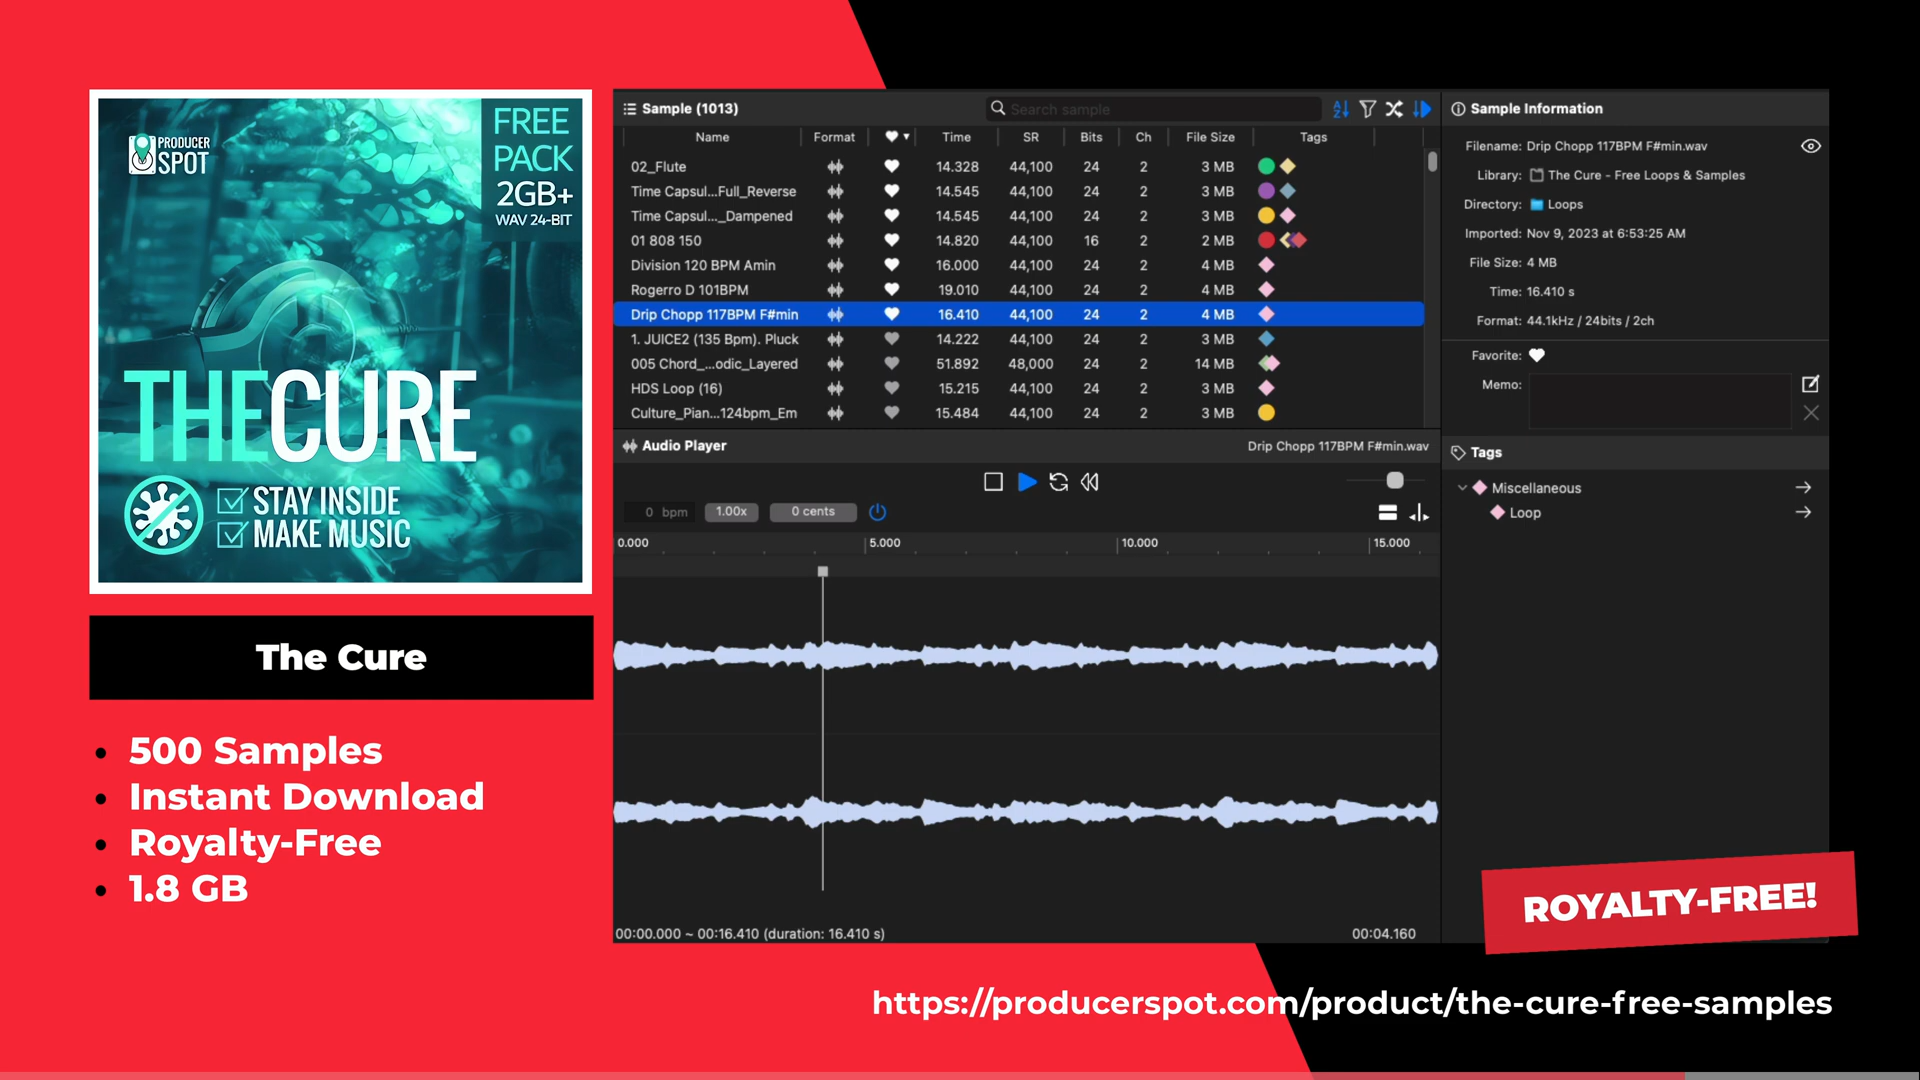 PRODUCER
SPOT
FREE
PACK
2GB+
WAV 24-BIT
THECURE
STAY INSIDE
MAKE MUSIC
The Cure
• 500 Samples
• Instant Download
• Royalty-Free
• 1.8 GB
Sample (1013)
Search sample
Name Format Time SR Bits Ch File Size Tags
02_Flute 14.328 44,100 24 2 3 MB
Time Capsul...Full_Reverse 14.545 44,100 24 2 3 MB
Time Capsul..._Dampened 14.545 44,100 24 2 3 MB
01 808 150 14.820 44,100 16 2 2 MB
Division 120 BPM Amin 16.000 44,100 24 2 4 MB
Rogerro D 101BPM 19.010 44,100 24 2 4 MB
Drip Chopp 117BPM F#min 16.410 44,100 24 2 4 MB
1. JUICE2 (135 Bpm). Pluck 14.222 44,100 24 2 3 MB
005 Chord_...odic_Layered 51.892 48,000 24 2 14 MB
HDS Loop (16) 15.215 44,100 24 2 3 MB
Culture_Pian...124bpm_Em 15.484 44,100 24 2 3 MB
Audio Player Drip Chopp 117BPM F#min.wav
0 bpm 1.00x 0 cents
0.000 5.000 10.000 15.000
00:00.000 ~ 00:16.410 (duration: 16.410 s) 00:04.160
Sample Information
Filename: Drip Chopp 117BPM F#min.wav
Library: The Cure - Free Loops & Samples
Directory: Loops
Imported: Nov 9, 2023 at 6:53:25 AM
File Size: 4 MB
Time: 16.410 s
Format: 44.1kHz / 24bits / 2ch
Favorite:
Memo:
Tags
Miscellaneous
Loop
ROYALTY-FREE!
https://producerspot.com/product/the-cure-free-samples